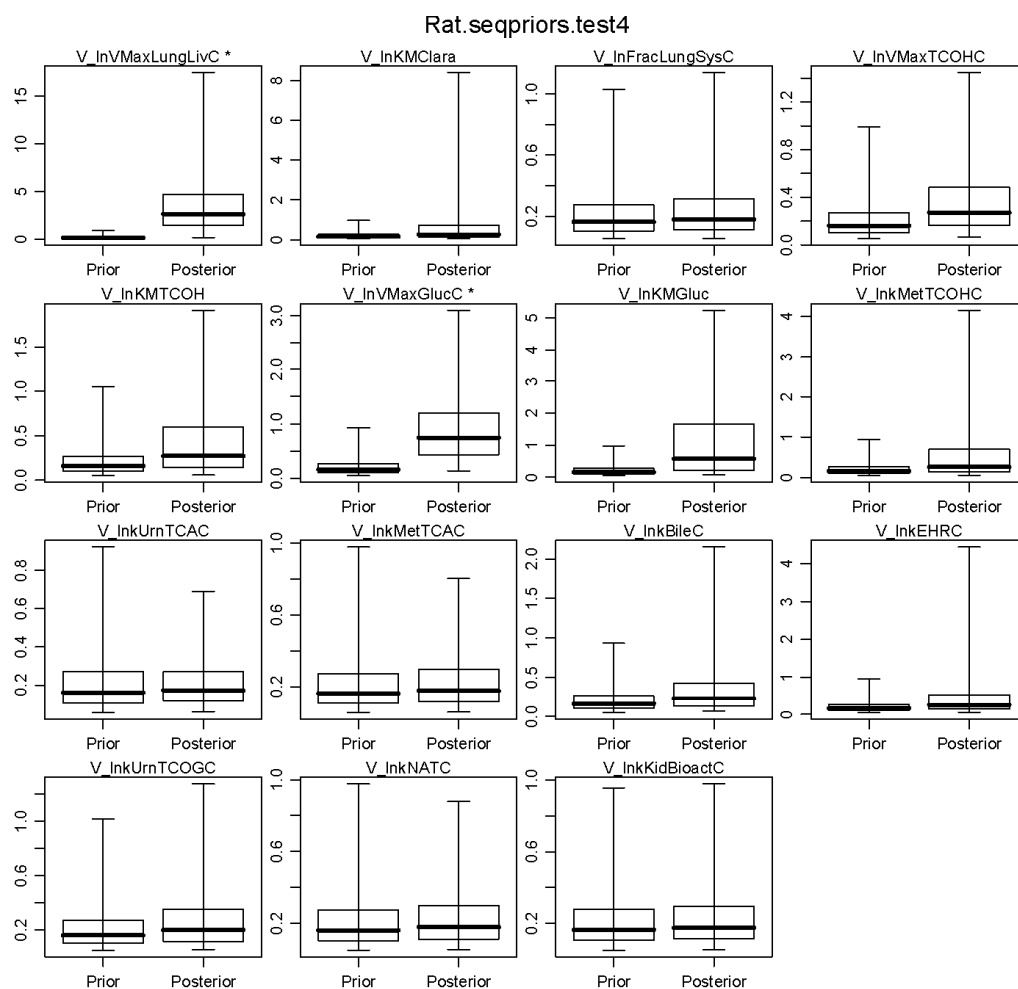 Rat.seqpriors.test4
V_lnVMaxLungLivC *
15
10
5
0
Prior Posterior
V_lnKMClara
8
6
4
2
0
Prior Posterior
V_lnFracLungSysC
1.0
0.6
0.2
Prior Posterior
V_lnVMaxTCOHC
1.2
0.8
0.4
0.0
Prior Posterior
V_lnKMTCOH
1.5
1.0
0.5
0.0
Prior Posterior
V_lnVMaxGlucC *
3.0
2.0
1.0
0.0
Prior Posterior
V_lnKMGluc
5
4
3
2
1
0
Prior Posterior
V_lnkMetTCOHC
4
3
2
1
0
Prior Posterior
V_lnkUrnTCAC
0.8
0.6
0.4
0.2
Prior Posterior
V_lnkMetTCAC
1.0
0.6
0.2
Prior Posterior
V_lnkBileC
2.0
1.5
1.0
0.5
0.0
Prior Posterior
V_lnkEHRC
4
3
2
1
0
Prior Posterior
V_lnkUrnTCOGC
1.0
0.6
0.2
Prior Posterior
V_lnkNATC
1.0
0.6
0.2
Prior Posterior
V_lnkKidBioactC
1.0
0.6
0.2
Prior Posterior